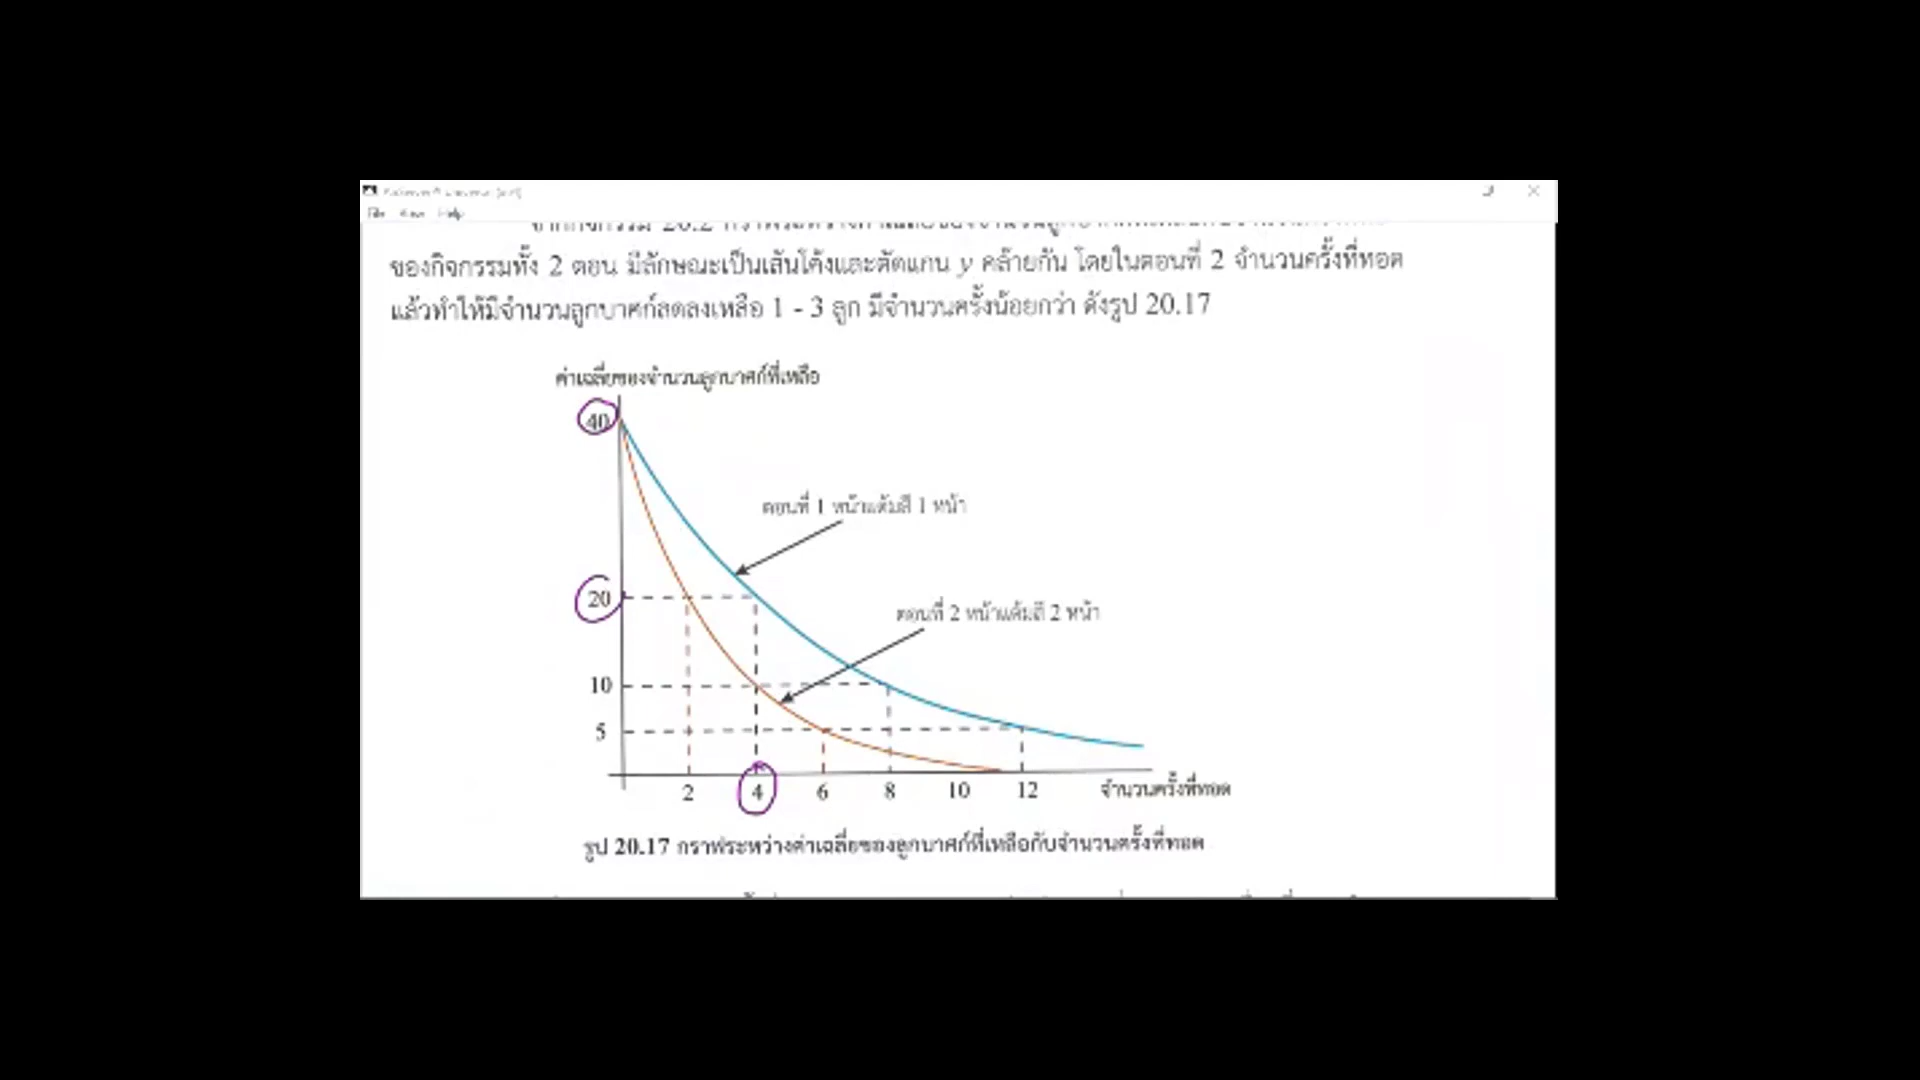 File View Help
ของกิจกรรมทั้ง 2 ตอน มีลักษณะเป็นเส้นโค้งและตัดแกน y คล้ายกัน โดยในตอนที่ 2 จำนวนครั้งที่ทอด
แล้วทำให้มีจำนวนลูกบาศก์ลดลงเหลือ 1 - 3 ลูก มีจำนวนครั้งน้อยกว่า ดังรูป 20.17
ค่าเฉลี่ยของจำนวนลูกบาศก์ที่เหลือ
40
ตอนที่ 1 หน้าแต้มสี 1 หน้า
20
ตอนที่ 2 หน้าแต้มสี 2 หน้า
10
5
2 4 6 8 10 12 จำนวนครั้งที่ทอด
รูป 20.17 กราฟระหว่างค่าเฉลี่ยของลูกบาศก์ที่เหลือกับจำนวนครั้งที่ทอด